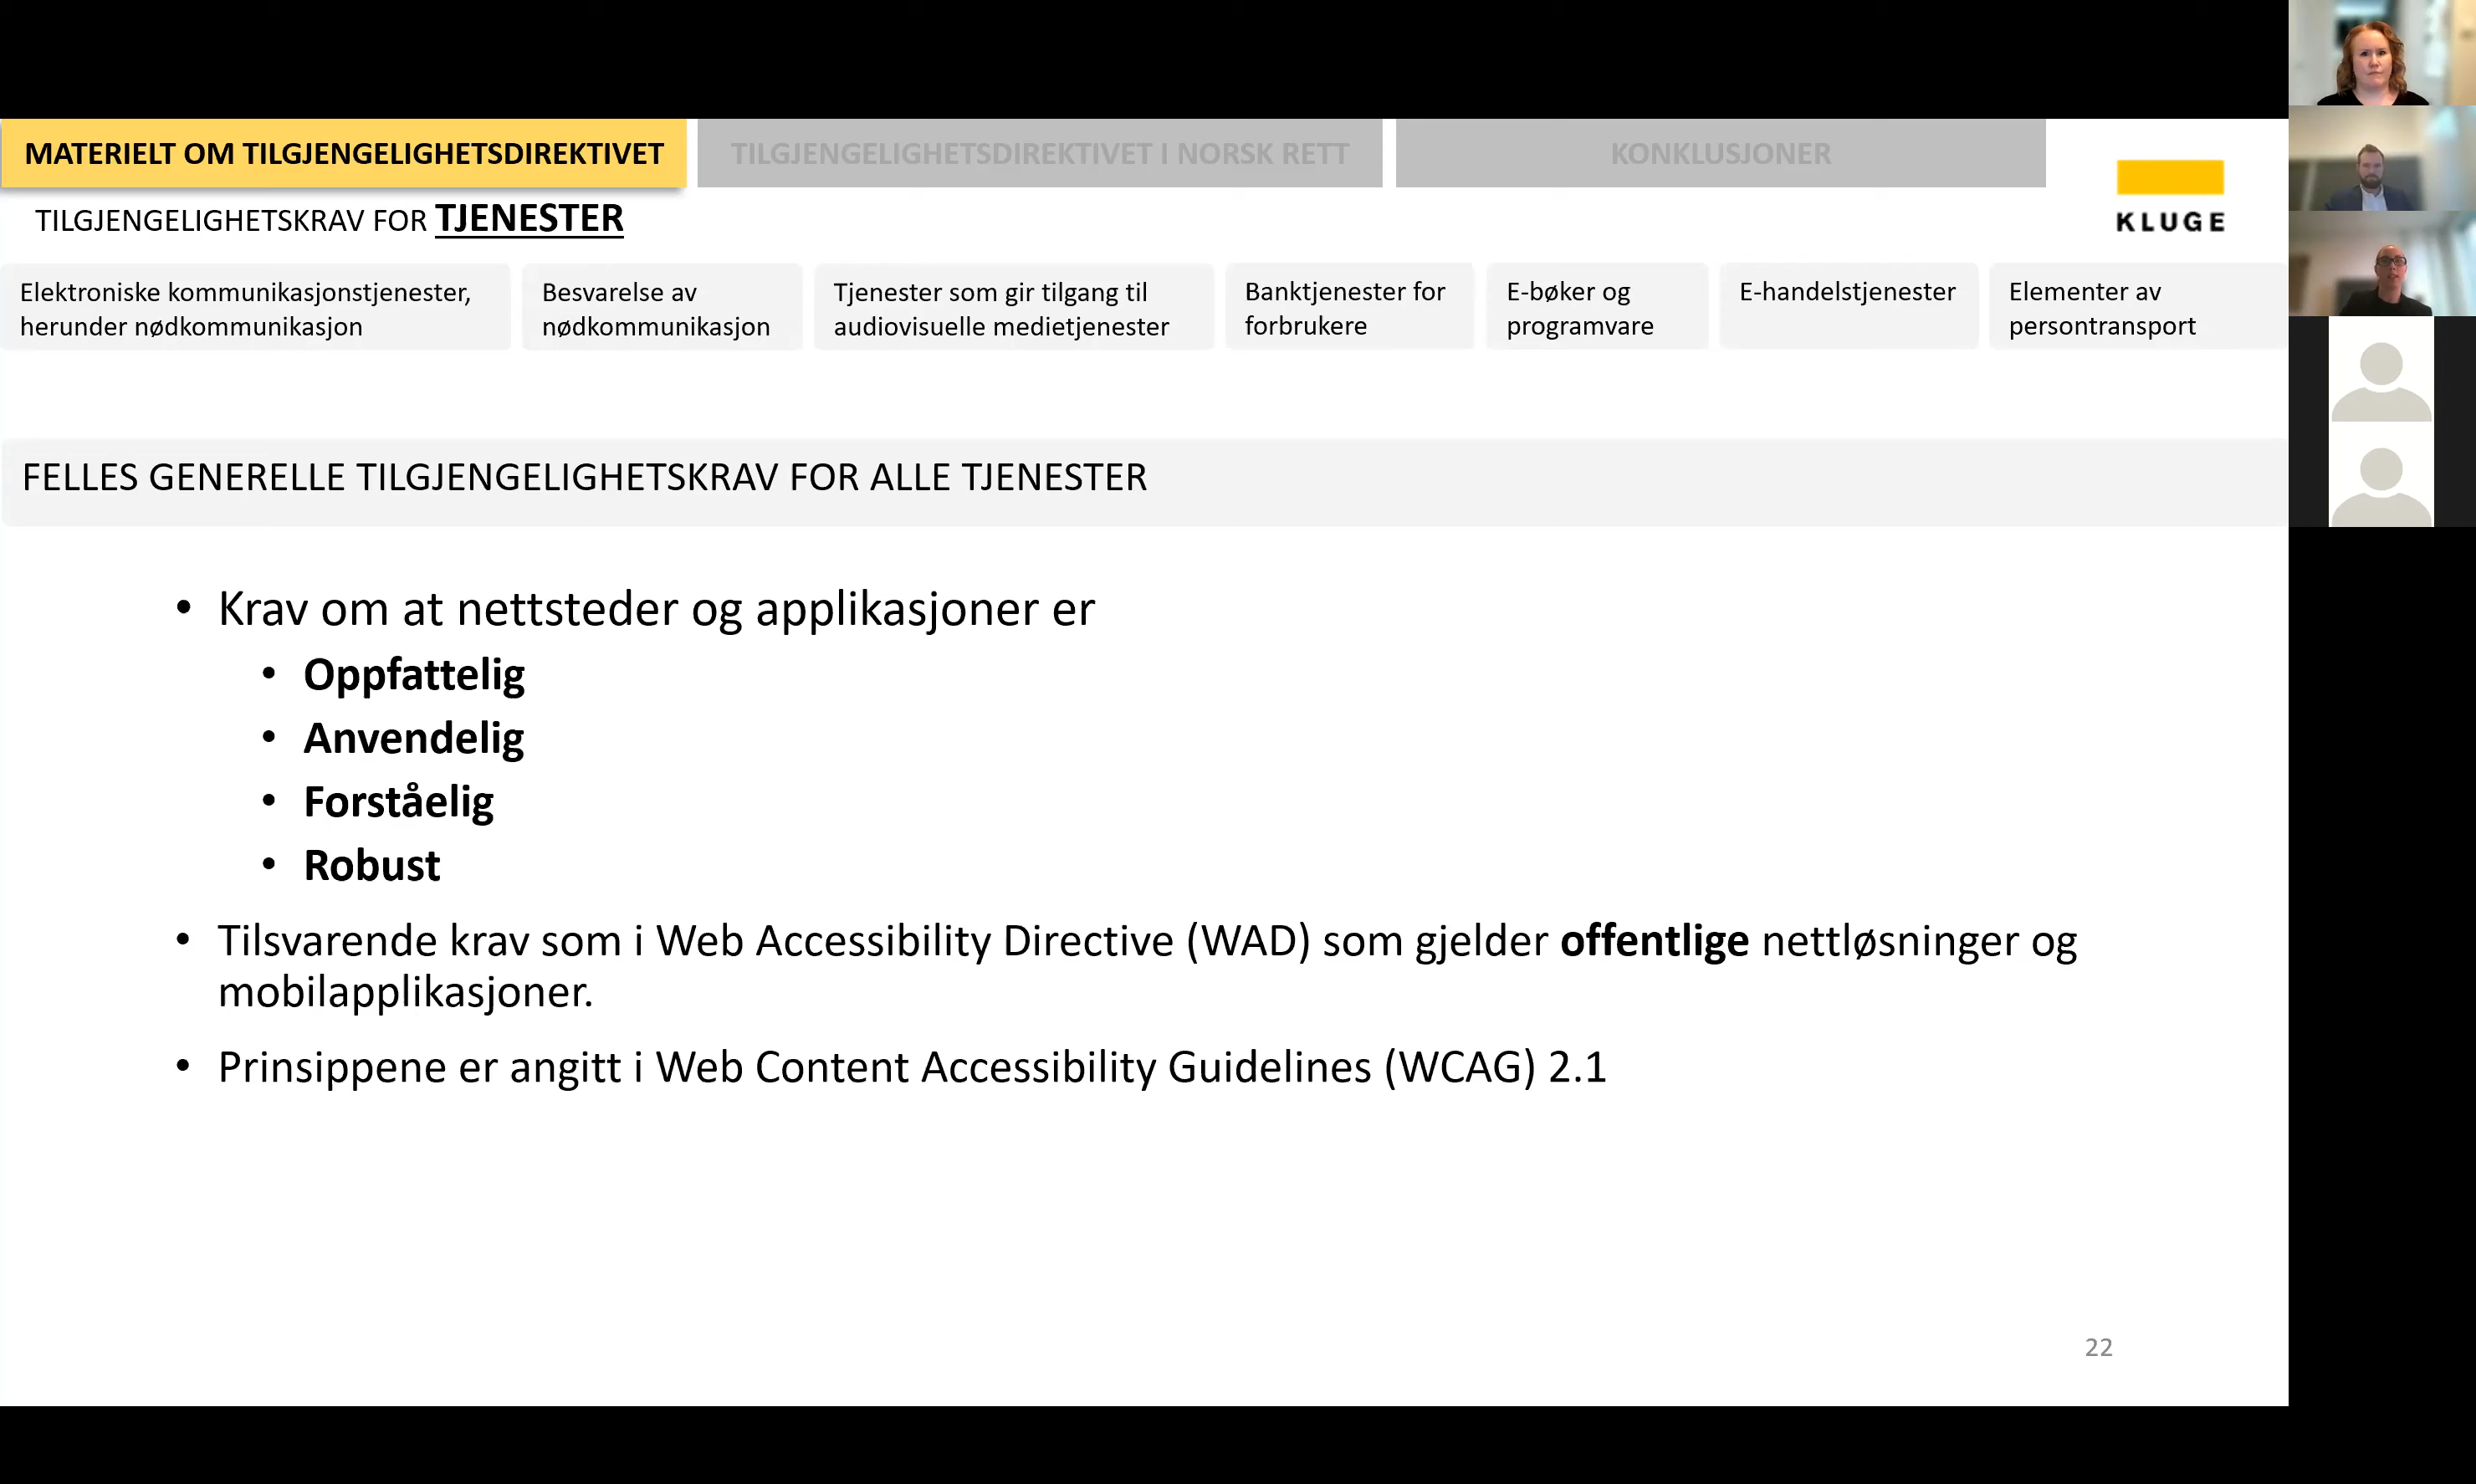 MATERIELT OM TILGJENGELIGHETSDIREKTIVET
TILGJENGELIGHETSDIREKTIVET I NORSK RETT
KONKLUSJONER
TILGJENGELIGHETSKRAV FOR TJENESTER
KLUGE
Elektroniske kommunikasjonstjenester,
herunder nødkommunikasjon
Besvarelse av
nødkommunikasjon
Tjenester som gir tilgang til
audiovisuelle medietjenester
Banktjenester for
forbrukere
E-bøker og
programvare
E-handelstjenester
Elementer av
persontransport
FELLES GENERELLE TILGJENGELIGHETSKRAV FOR ALLE TJENESTER
• Krav om at nettsteder og applikasjoner er
• Oppfattelig
• Anvendelig
• Forståelig
• Robust
• Tilsvarende krav som i Web Accessibility Directive (WAD) som gjelder offentlige nettløsninger og
mobilapplikasjoner.
• Prinsippene er angitt i Web Content Accessibility Guidelines (WCAG) 2.1
22